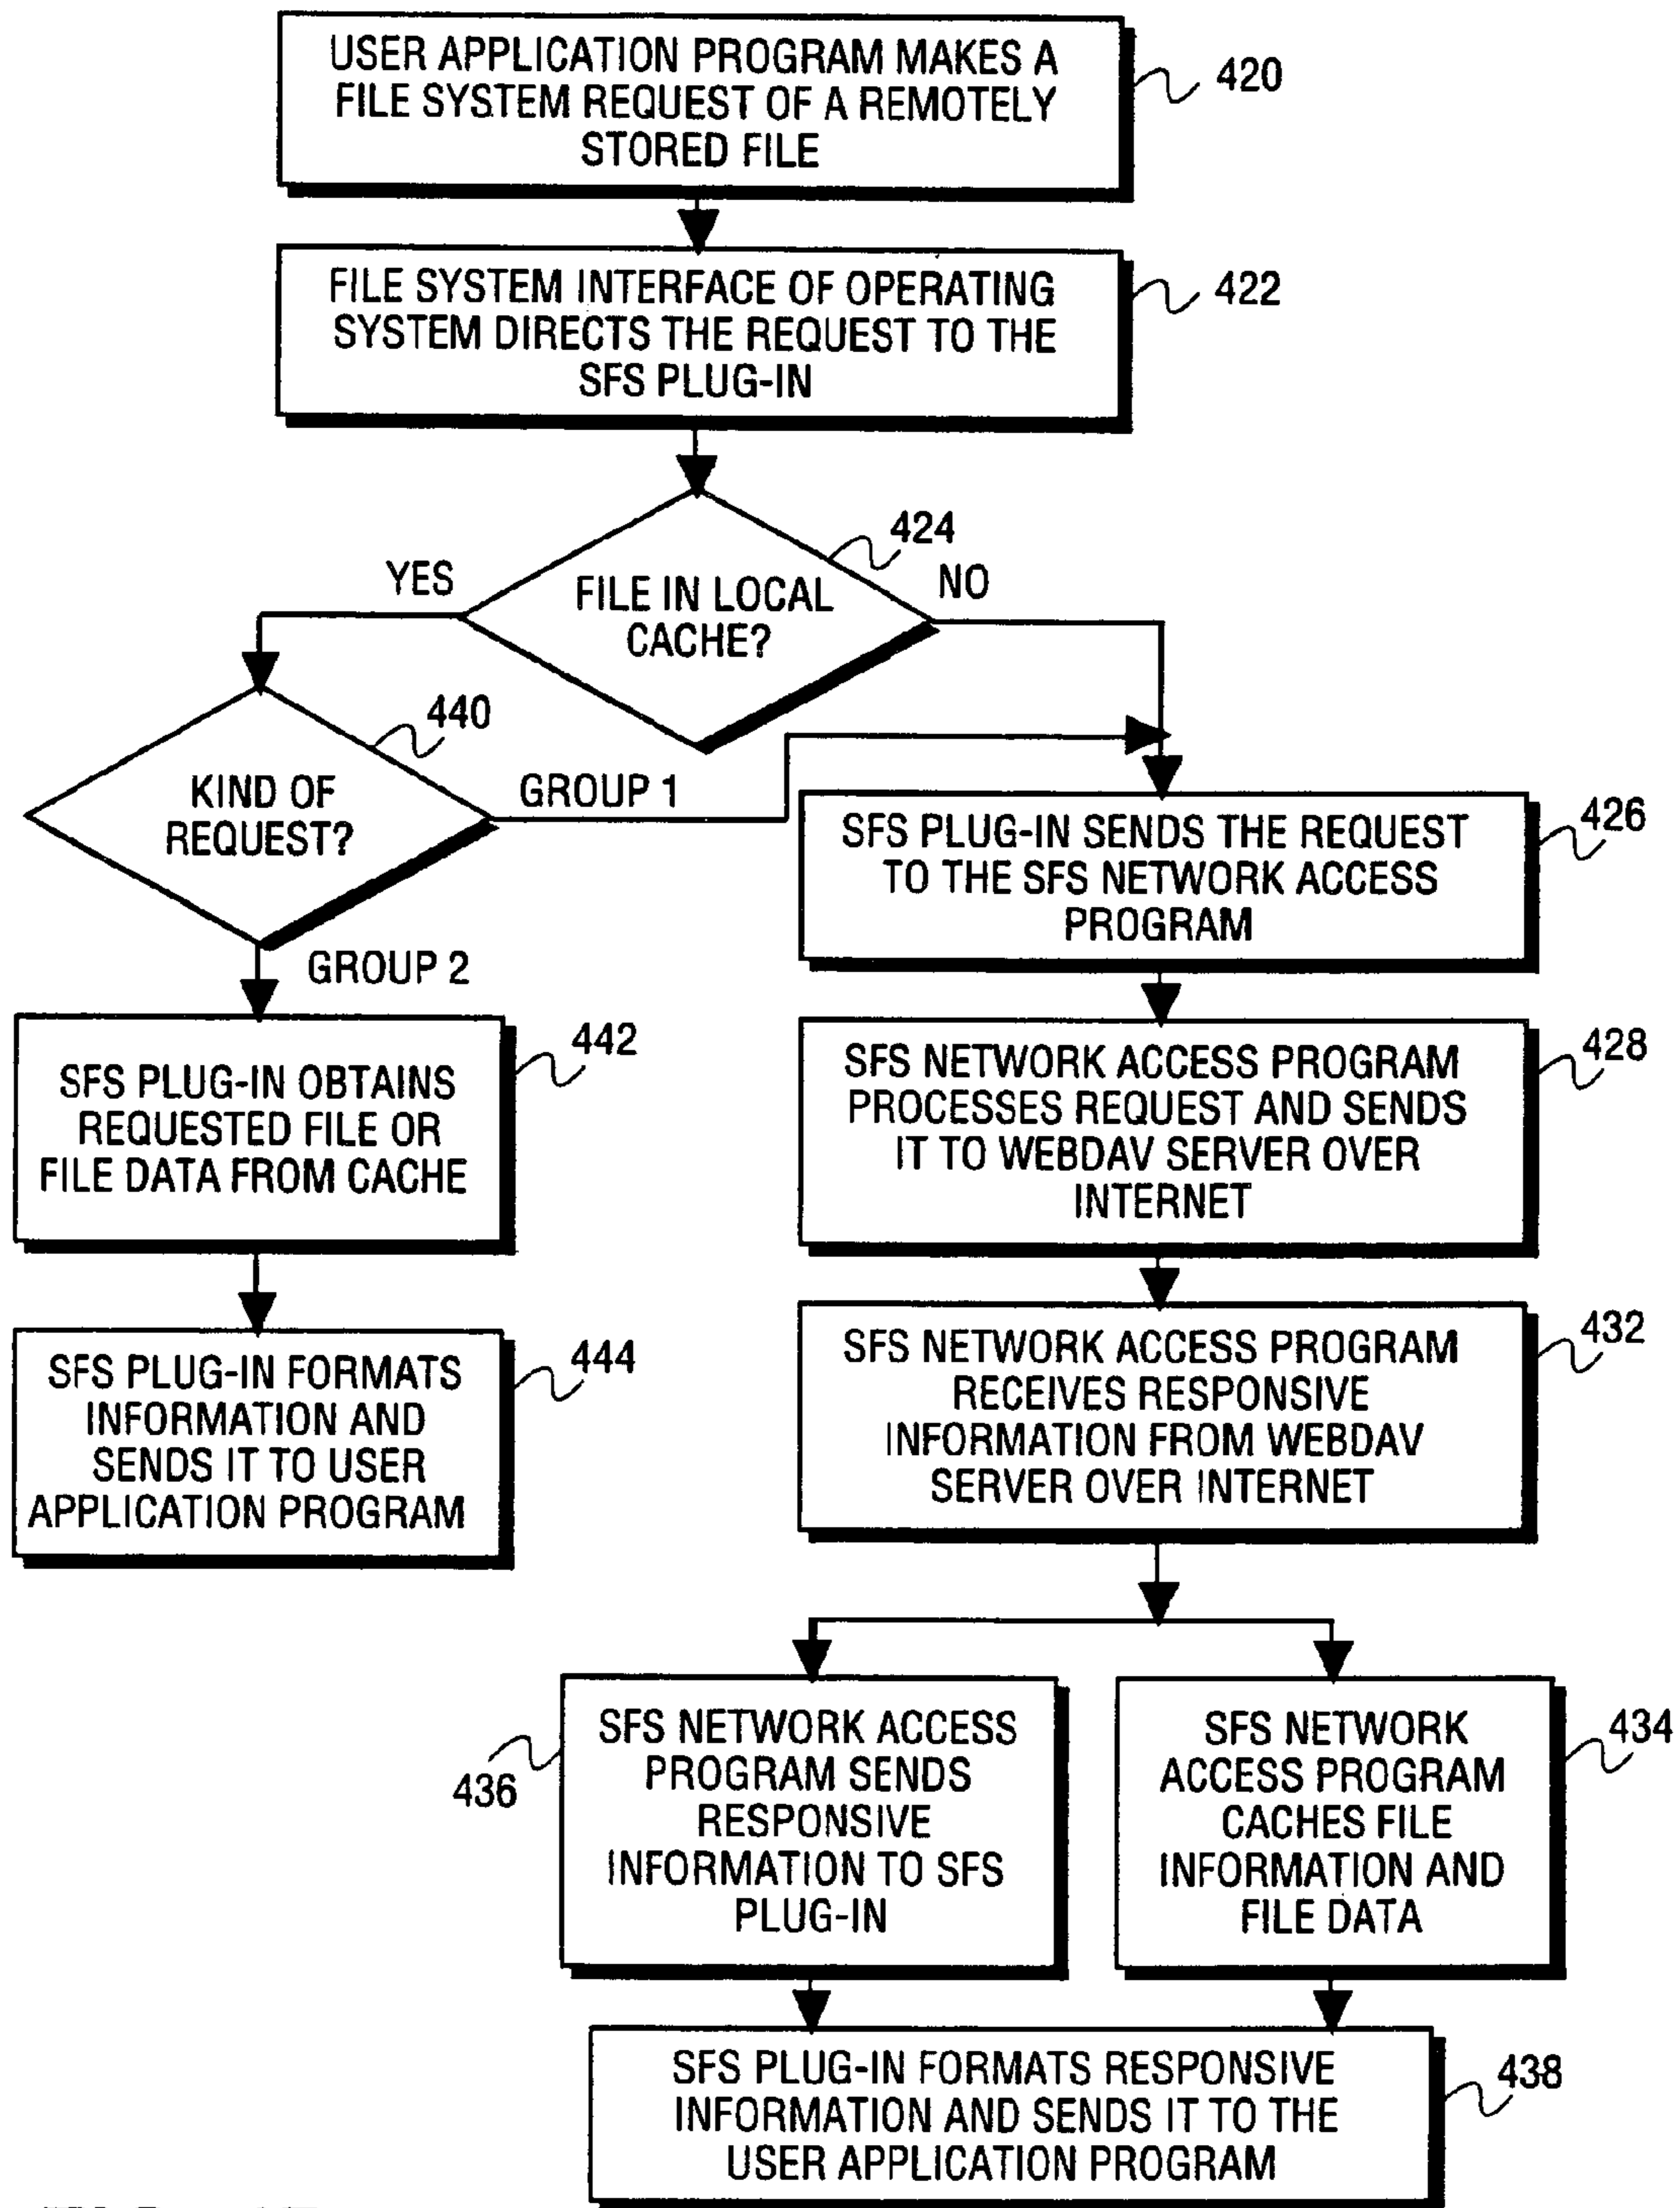 USER APPLICATION PROGRAM MAKES A
FILE SYSTEM REQUEST OF A REMOTELY
STORED FILE
420
FILE SYSTEM INTERFACE OF OPERATING
SYSTEM DIRECTS THE REQUEST TO THE
SFS PLUG-IN
422
424
YES
NO
FILE IN LOCAL
CACHE?
440
KIND OF
REQUEST?
GROUP 1
GROUP 2
SFS PLUG-IN SENDS THE REQUEST
TO THE SFS NETWORK ACCESS
PROGRAM
426
SFS PLUG-IN OBTAINS
REQUESTED FILE OR
FILE DATA FROM CACHE
442
SFS NETWORK ACCESS PROGRAM
PROCESSES REQUEST AND SENDS
IT TO WEBDAV SERVER OVER
INTERNET
428
SFS PLUG-IN FORMATS
INFORMATION AND
SENDS IT TO USER
APPLICATION PROGRAM
444
SFS NETWORK ACCESS PROGRAM
RECEIVES RESPONSIVE
INFORMATION FROM WEBDAV
SERVER OVER INTERNET
432
SFS NETWORK ACCESS
PROGRAM SENDS
RESPONSIVE
INFORMATION TO SFS
PLUG-IN
436
SFS NETWORK
ACCESS PROGRAM
CACHES FILE
INFORMATION AND
FILE DATA
434
SFS PLUG-IN FORMATS RESPONSIVE
INFORMATION AND SENDS IT TO THE
USER APPLICATION PROGRAM
438